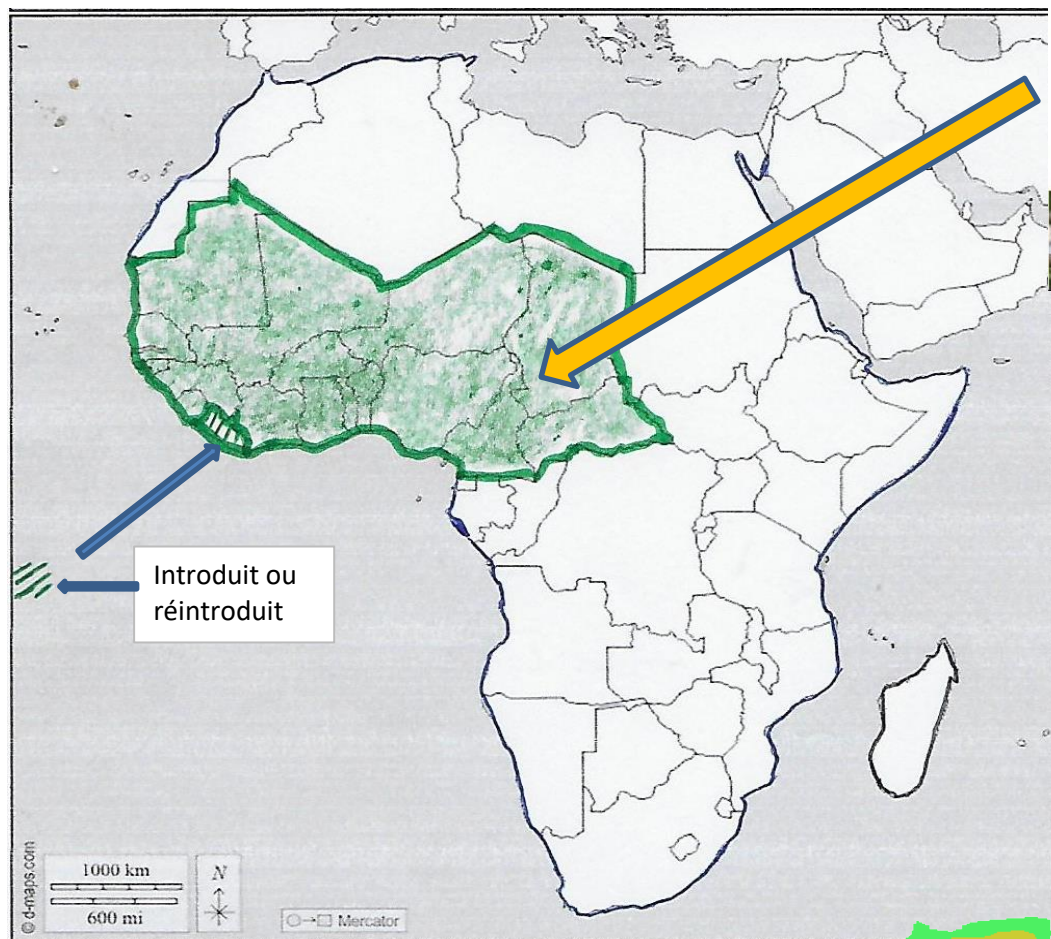 Introduit ou
réintroduit
© d-maps.com
1000 km
600 mi
N
Mercator